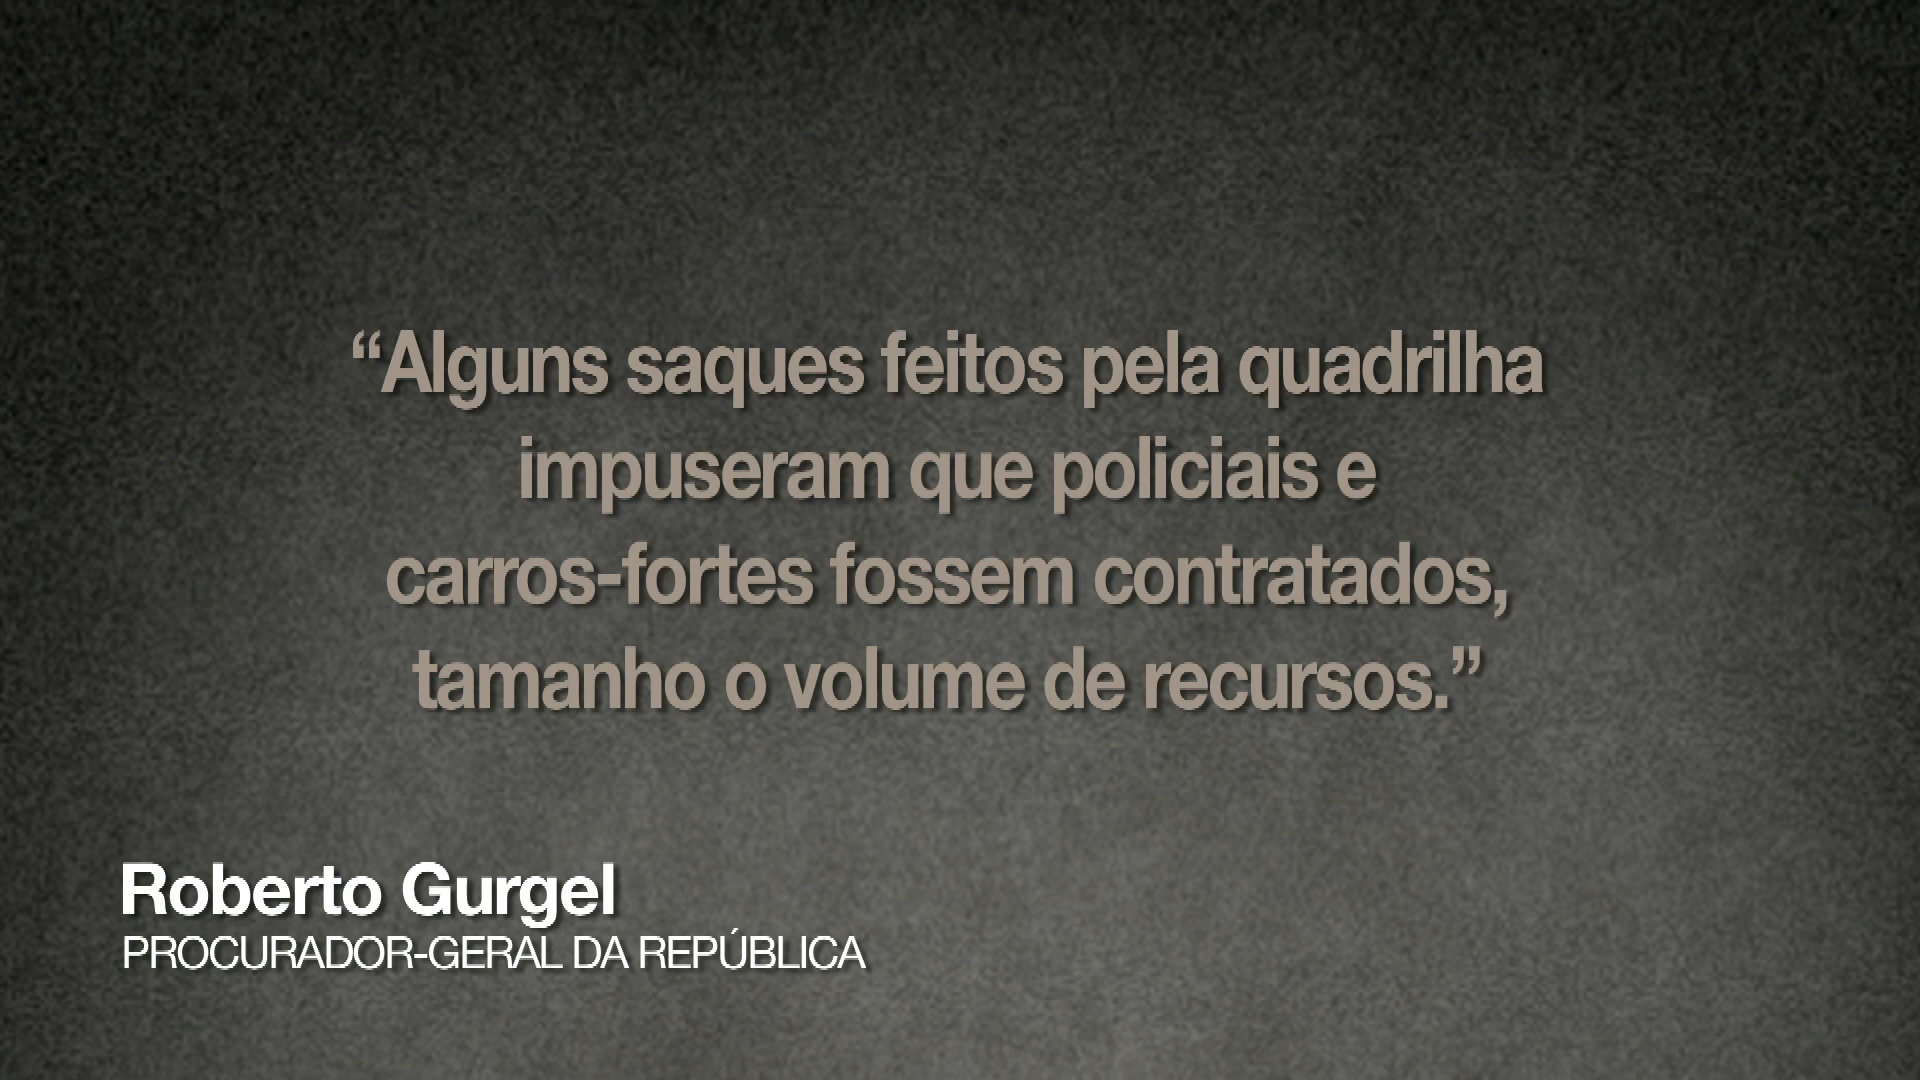 “Alguns saques feitos pela quadrilha
impuseram que policiais e
carros-fortes fossem contratados,
tamanho o volume de recursos.”
Roberto Gurgel
PROCURADOR-GERAL DA REPÚBLICA